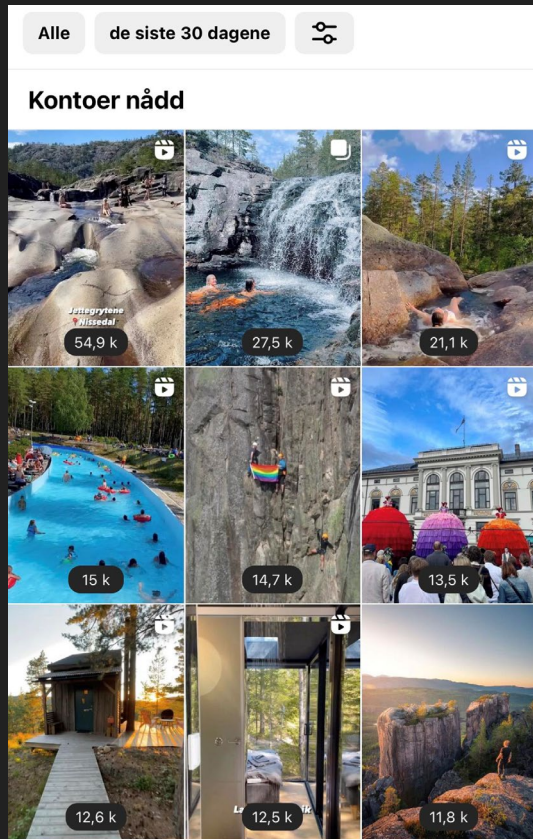 Alle
de siste 30 dagene
Kontoer nådd
Jettegrytene
Nissedal
54,9 k
27,5 k
21,1 k
15 k
14,7 k
13,5 k
12,6 k
12,5 k
11,8 k